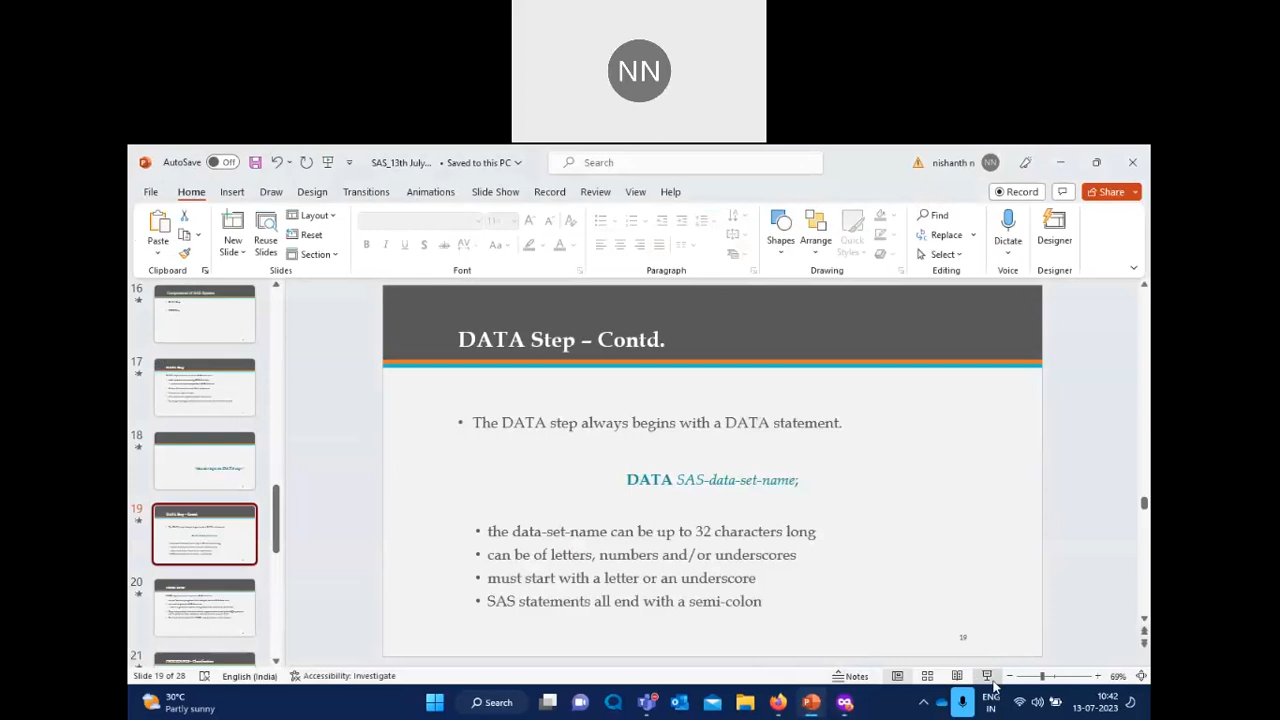 NN
AutoSave Off SAS_13th July... • Saved to this PC Search nishanth n NN
File Home Insert Draw Design Transitions Animations Slide Show Record Review View Help Record Share
Paste New Slide Reuse Slides Layout Reset Section B I U S Aa A Shapes Arrange Quick Styles Find Replace Select Dictate Designer
Clipboard Slides Font Paragraph Drawing Editing Voice Designer
16
17
18
19
20
21
DATA Step – Contd.
• The DATA step always begins with a DATA statement.
DATA SAS-data-set-name;
• the data-set-name can be up to 32 characters long
• can be of letters, numbers and/or underscores
• must start with a letter or an underscore
• SAS statements all end with a semi-colon
19
Slide 19 of 28 English (India) Accessibility: Investigate Notes 69%
30°C
Partly sunny
Search
ENG
IN
10:42
13-07-2023